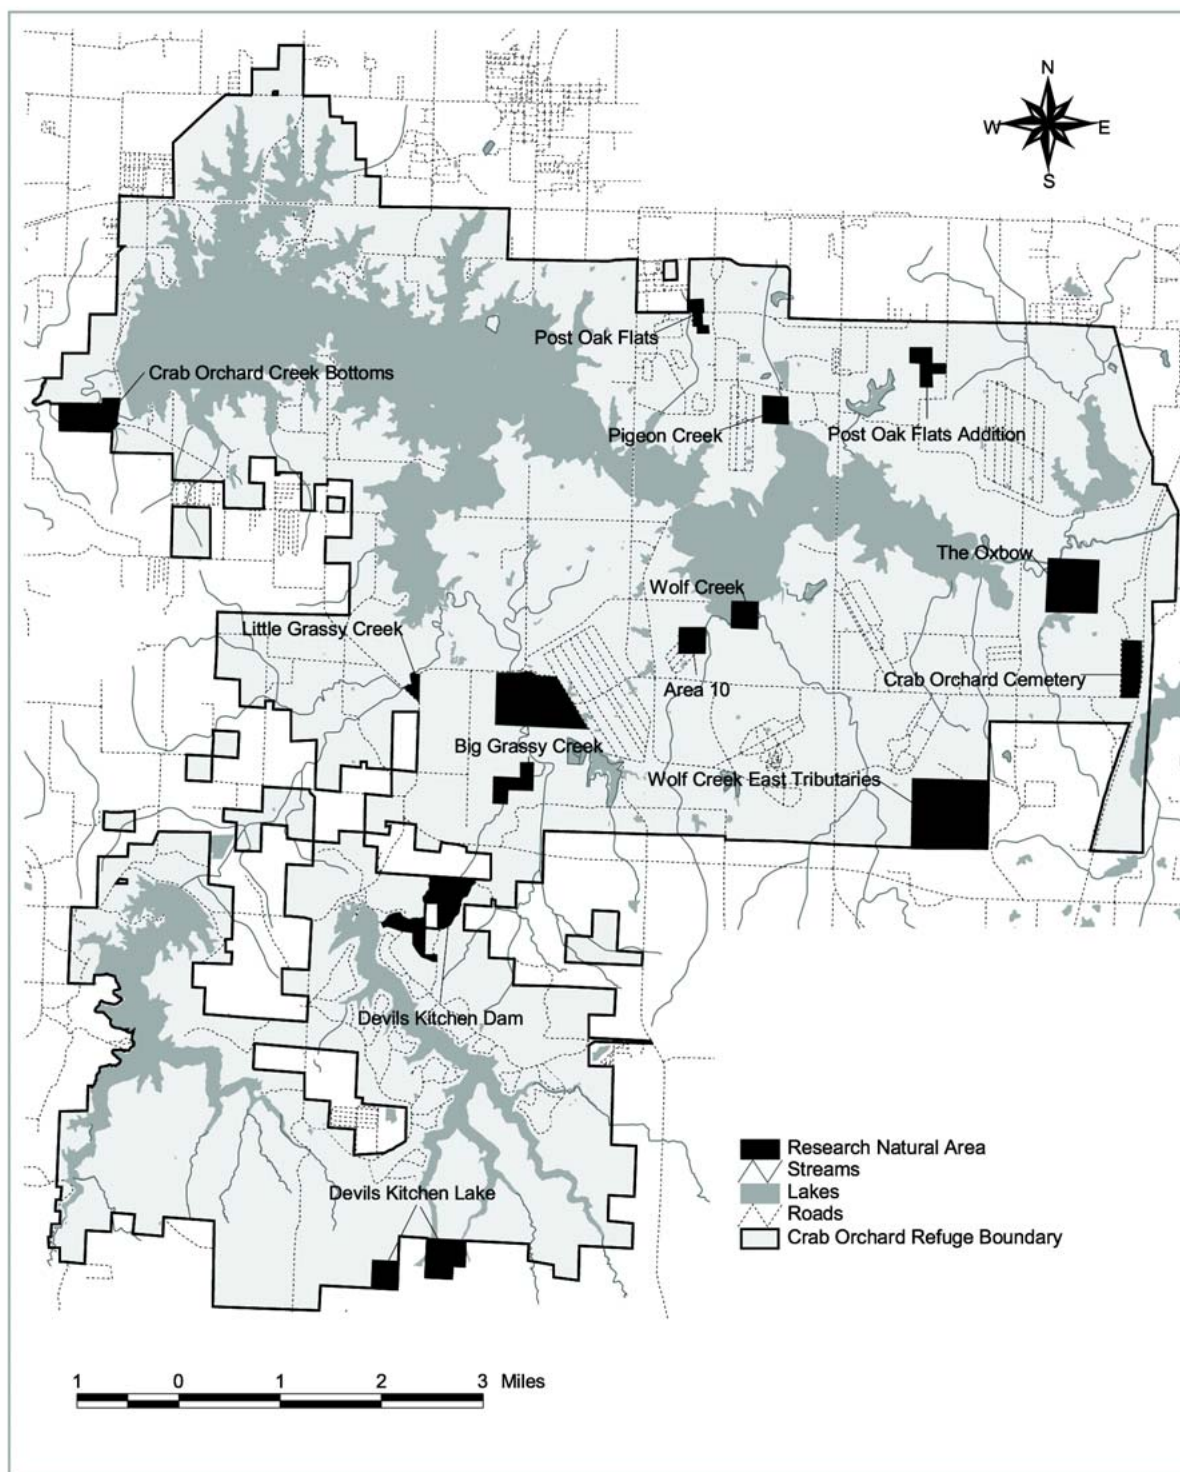 N
W E
S
Post Oak Flats
Crab Orchard Creek Bottoms
Pigeon Creek
Post Oak Flats Addition
The Oxbow
Wolf Creek
Little Grassy Creek
Crab Orchard Cemetery
Area 10
Big Grassy Creek
Wolf Creek East Tributaries
Devils Kitchen Dam
Devils Kitchen Lake
Research Natural Area
Streams
Lakes
Roads
Crab Orchard Refuge Boundary
1 0 1 2 3 Miles